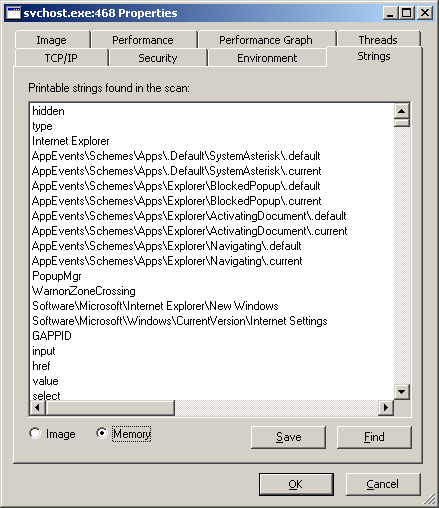 svchost.exe:468 Properties
Image Performance Performance Graph Threads
TCP/IP Security Environment Strings
Printable strings found in the scan:
hidden
type
Internet Explorer
AppEvents\Schemes\Apps\.Default\SystemAsterisk\.default
AppEvents\Schemes\Apps\.Default\SystemAsterisk\.current
AppEvents\Schemes\Apps\Explorer\BlockedPopup\.default
AppEvents\Schemes\Apps\Explorer\BlockedPopup\.current
AppEvents\Schemes\Apps\Explorer\ActivatingDocument\.default
AppEvents\Schemes\Apps\Explorer\ActivatingDocument\.current
AppEvents\Schemes\Apps\Explorer\Navigating\.default
AppEvents\Schemes\Apps\Explorer\Navigating\.current
PopupMgr
WarnonZoneCrossing
Software\Microsoft\Internet Explorer\New Windows
Software\Microsoft\Windows\CurrentVersion\Internet Settings
GAPPID
input
href
value
select
Image Memory Save Find
OK Cancel